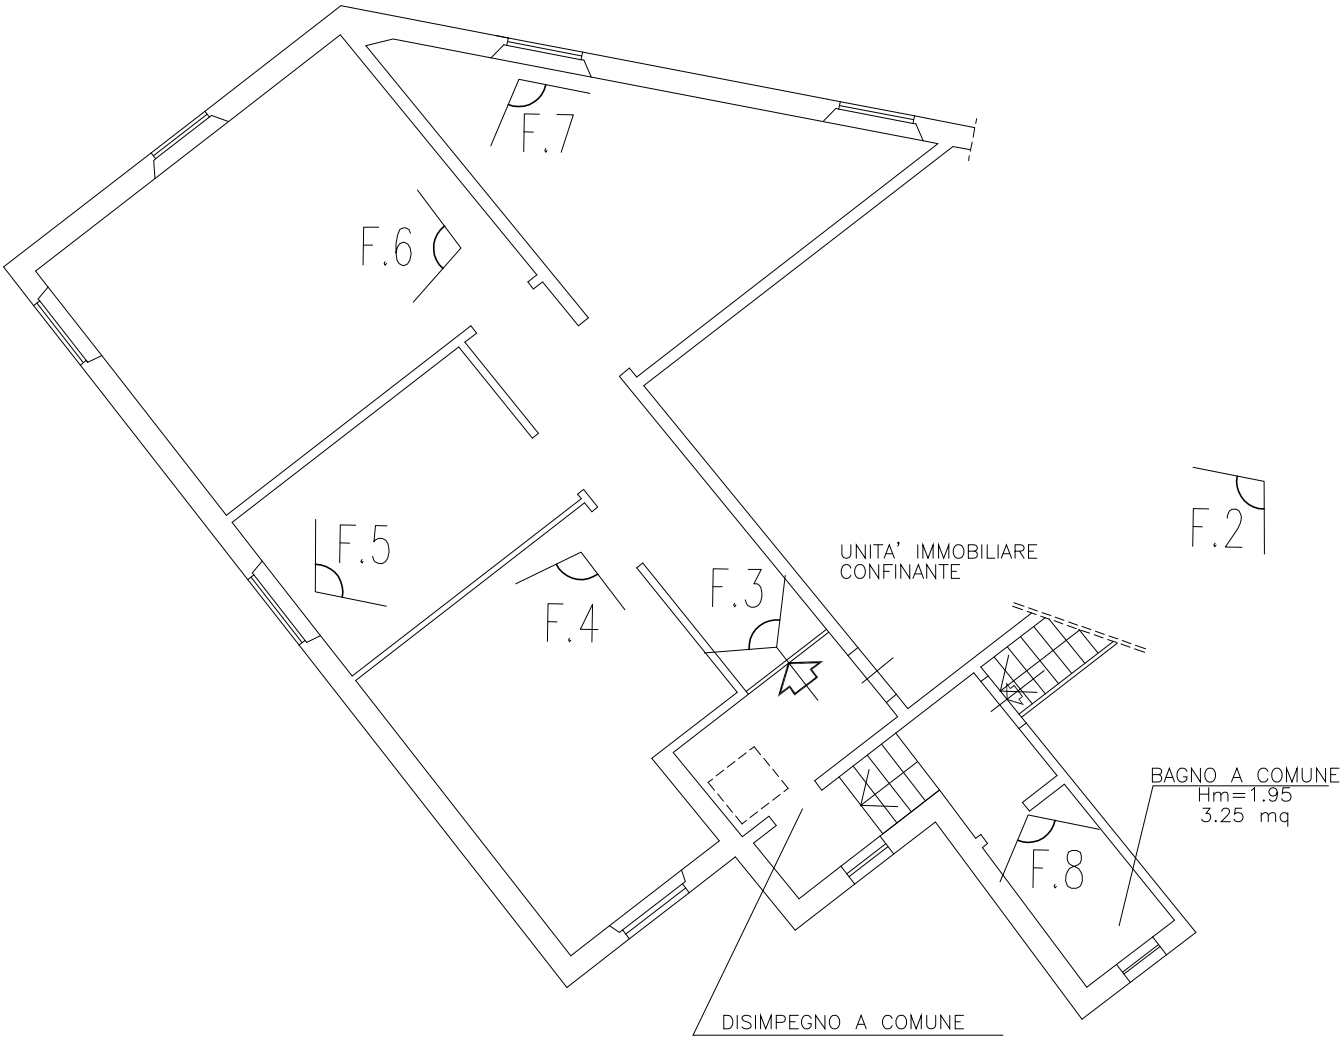 F.7
F.6
F.2
F.5
UNITA' IMMOBILIARE
CONFINANTE
F.3
F.4
BAGNO A COMUNE
Hm=1.95
3.25 mq
F.8
DISIMPEGNO A COMUNE